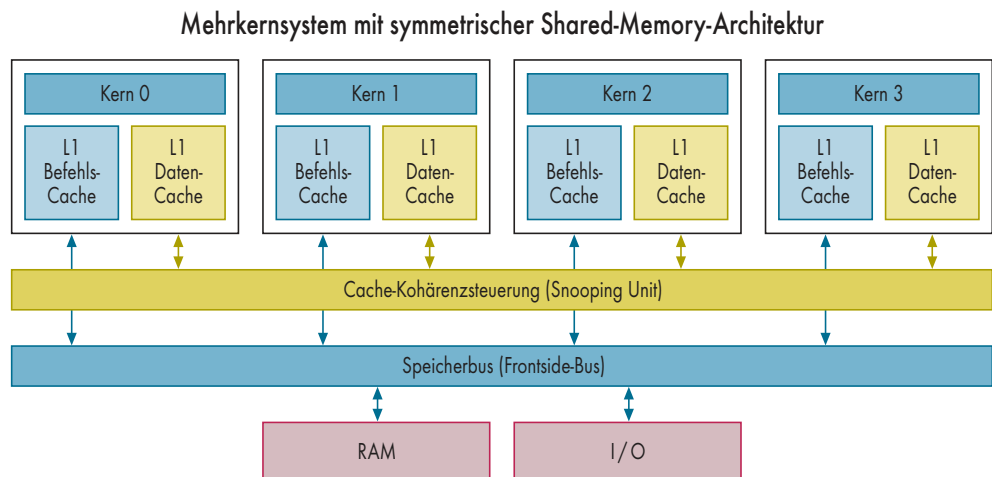 Mehrkernsystem mit symmetrischer Shared-Memory-Architektur
Kern 0
L1
Befehls-
Cache
L1
Daten-
Cache
Kern 1
L1
Befehls-
Cache
L1
Daten-
Cache
Kern 2
L1
Befehls-
Cache
L1
Daten-
Cache
Kern 3
L1
Befehls-
Cache
L1
Daten-
Cache
Cache-Kohärenzsteuerung (Snooping Unit)
Speicherbus (Frontside-Bus)
RAM
I/O